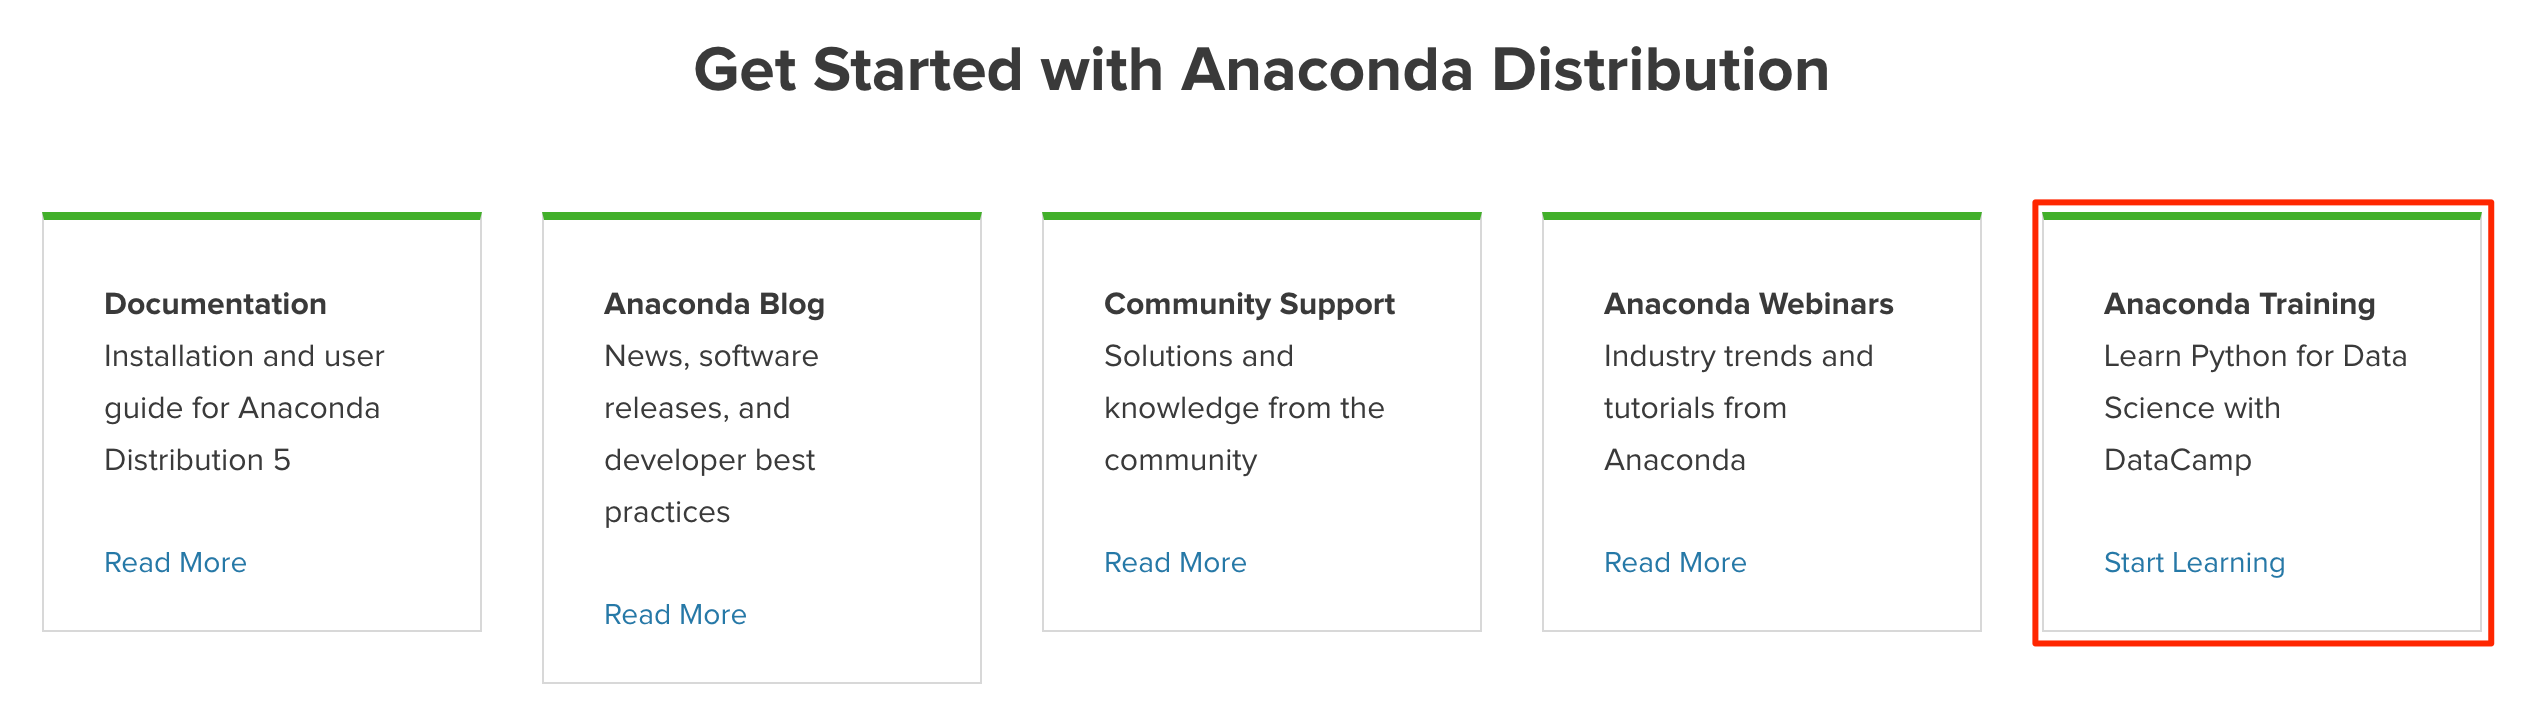 Get Started with Anaconda Distribution
Documentation
Installation and user
guide for Anaconda
Distribution 5
Read More
Anaconda Blog
News, software
releases, and
developer best
practices
Read More
Community Support
Solutions and
knowledge from the
community
Read More
Anaconda Webinars
Industry trends and
tutorials from
Anaconda
Read More
Anaconda Training
Learn Python for Data
Science with
DataCamp
Start Learning